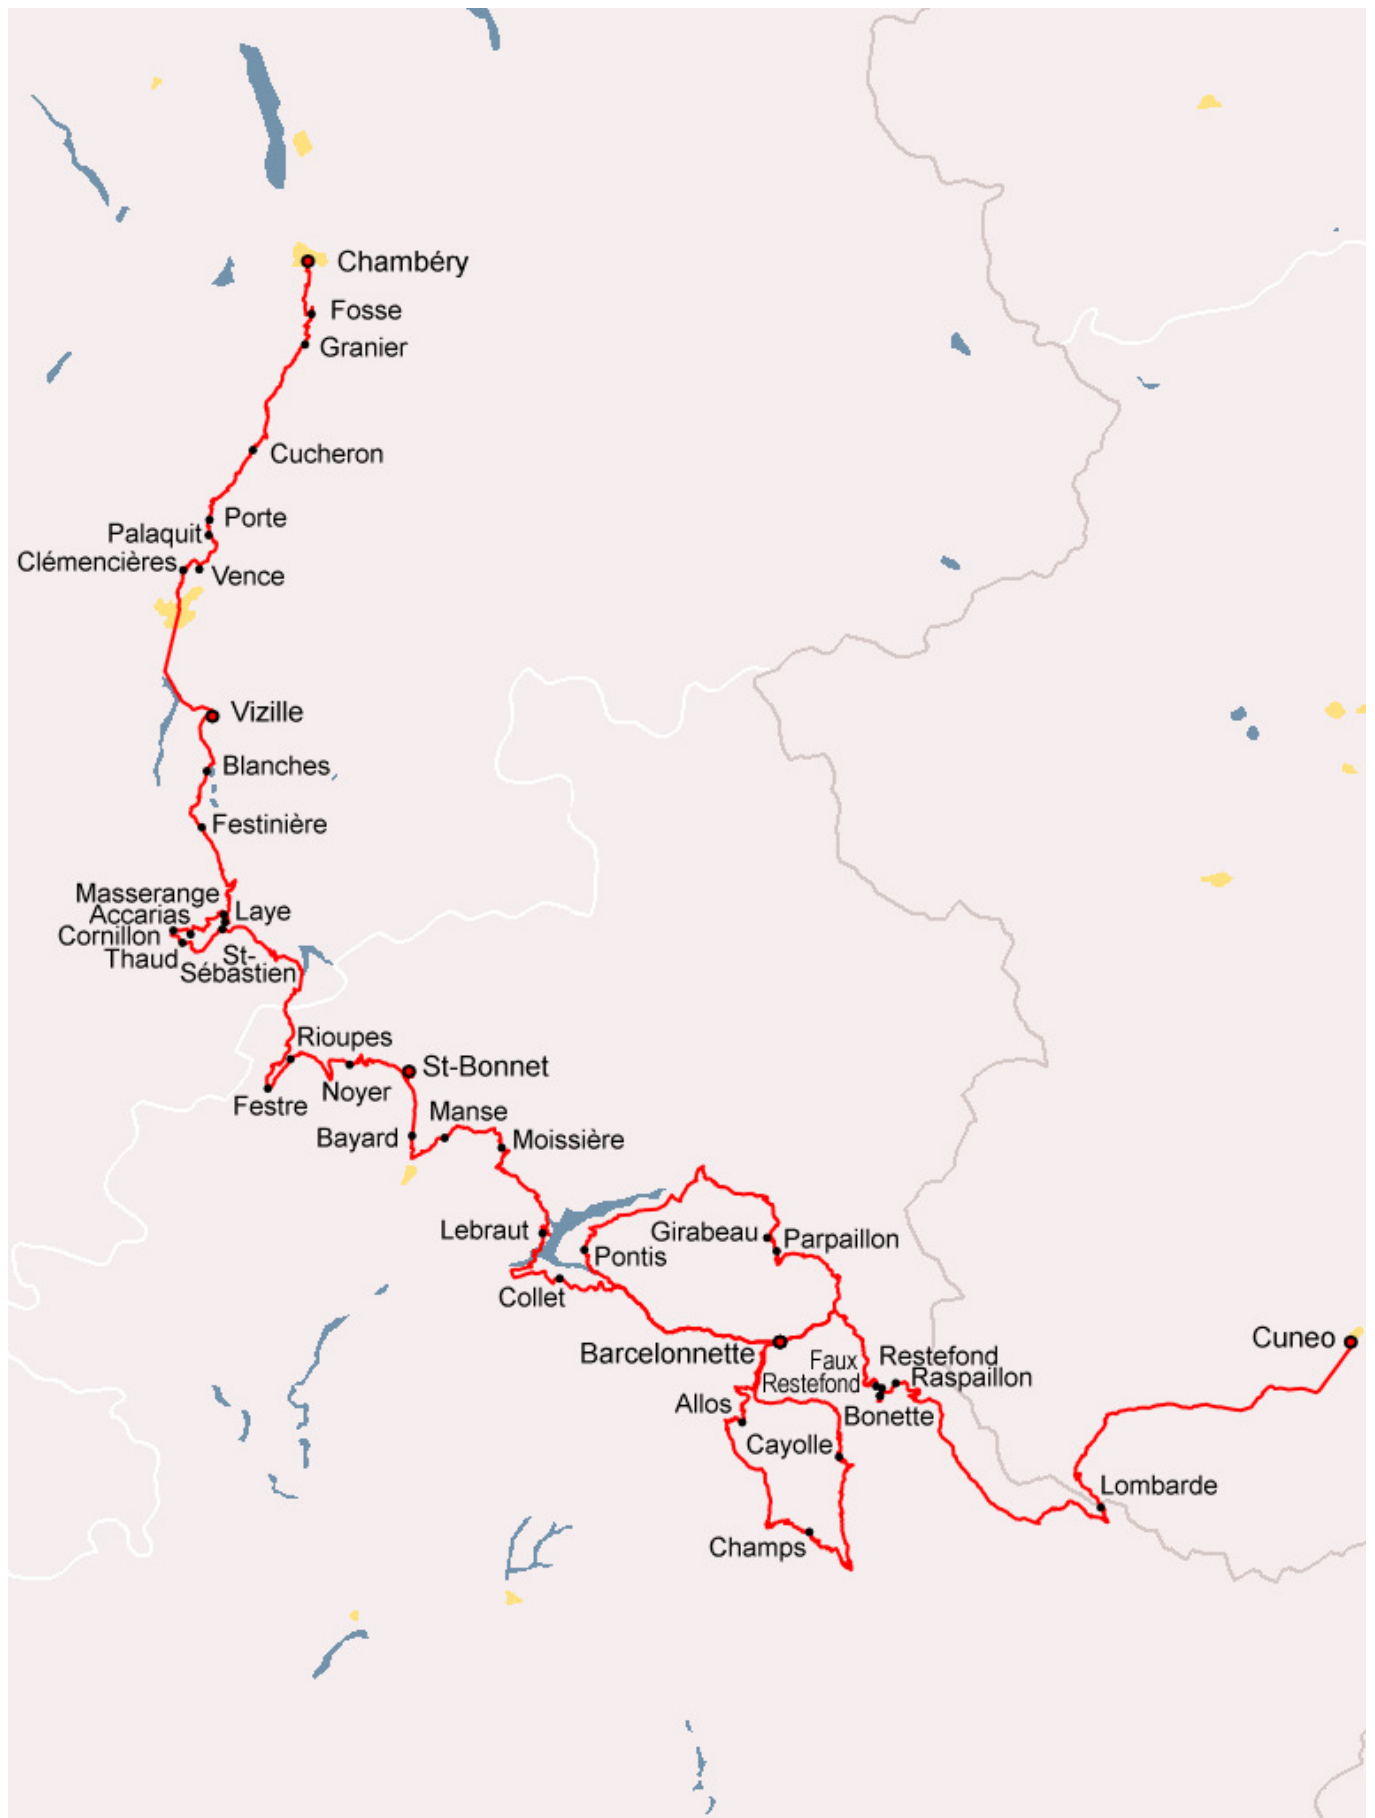 Chambéry
Fosse
Granier
Cucheron
Porte
Palaquit
Clémencières
Vence
Vizille
Blanches
Festinière
Masserange
Accarias
Laye
Cornillon
Thaud
St-
Sébastien
Rioupes
St-Bonnet
Noyer
Festre
Manse
Bayard
Moissière
Lebraut
Girabeau
Parpaillon
Pontis
Collet
Cuneo
Barcelonnette
Faux
Restefond
Restefond
Raspaillon
Allos
Bonette
Cayolle
Lombarde
Champs